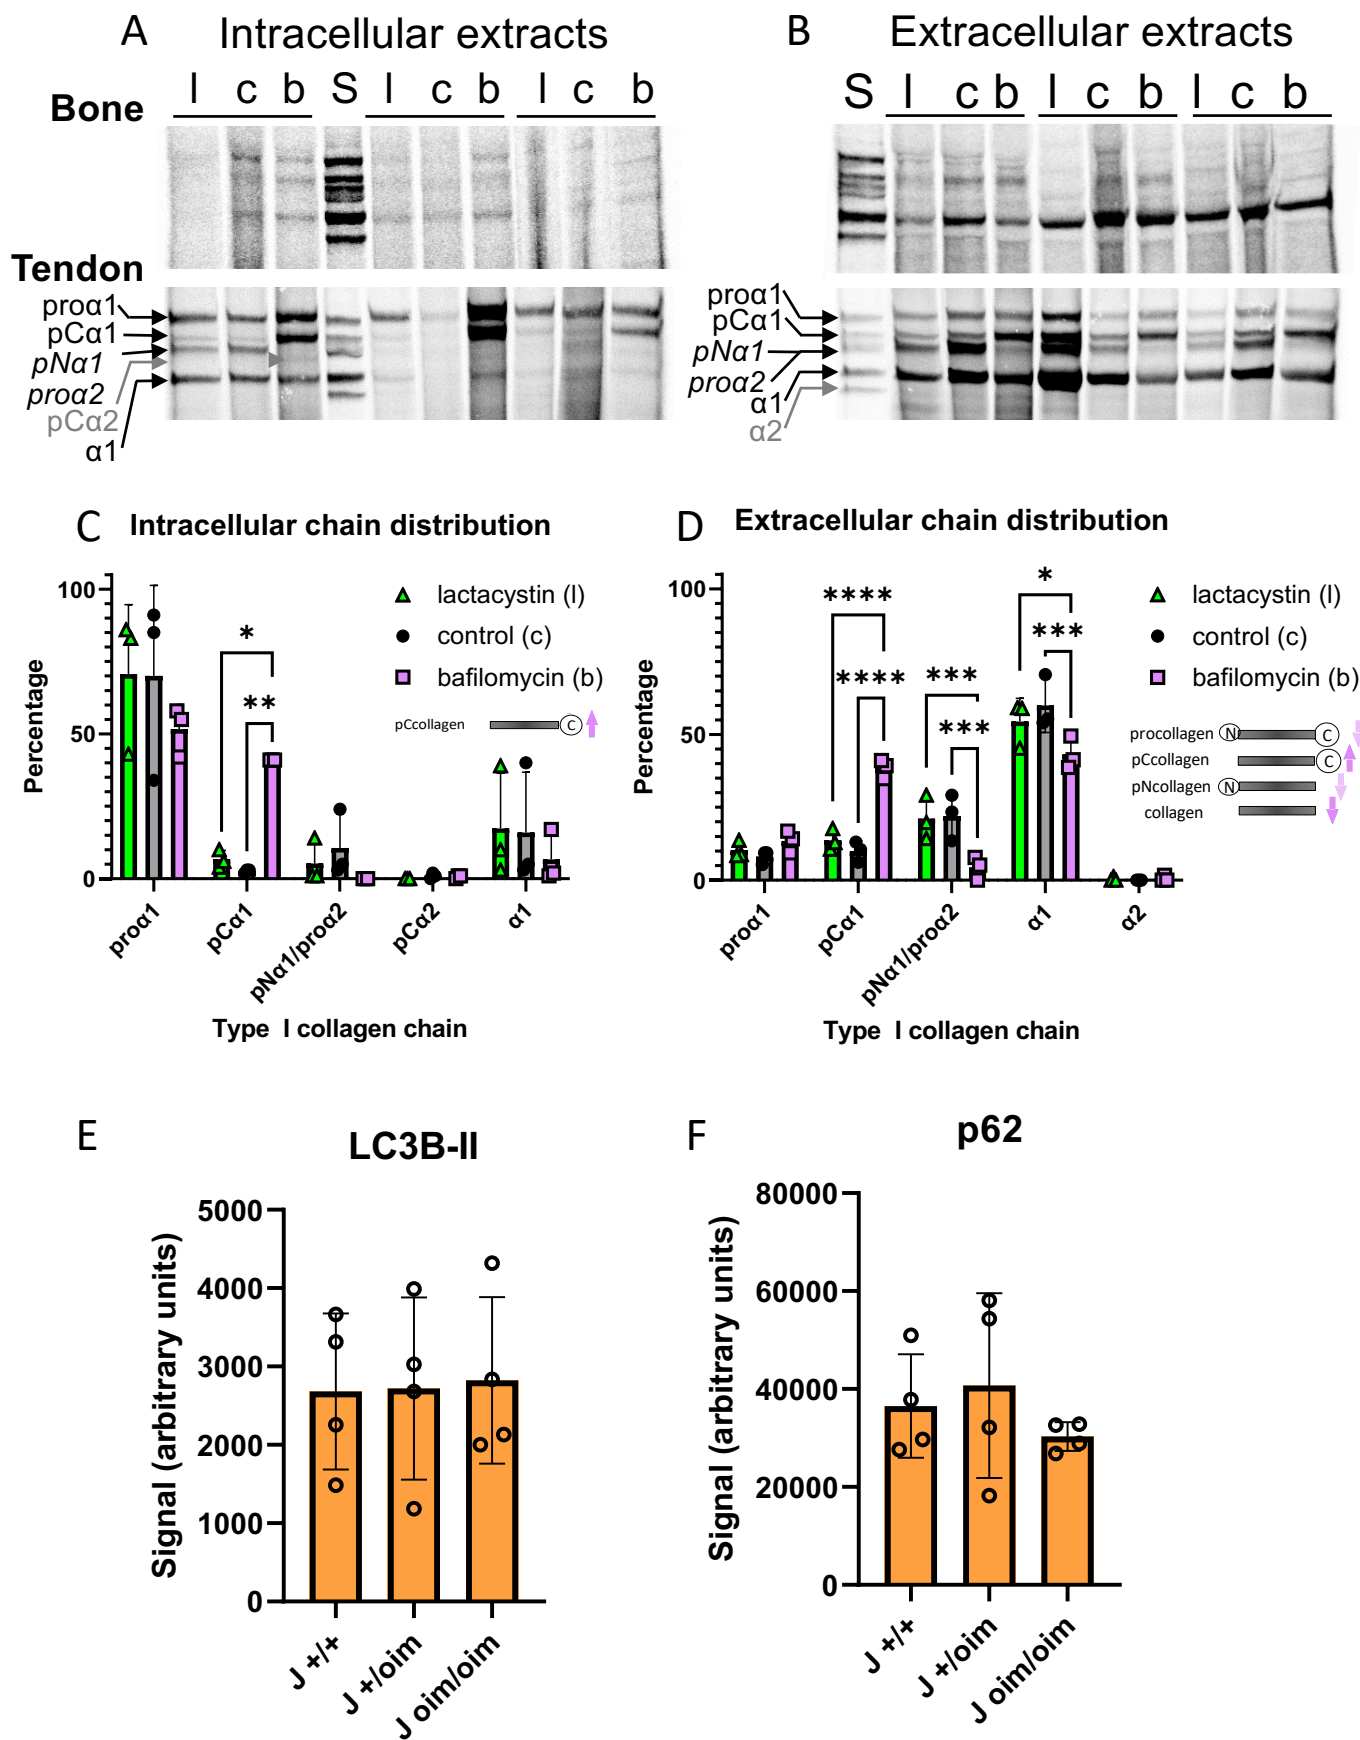 A Intracellular extracts
B Extracellular extracts
l c b S l c b l c b
S l c b l c b l c b
Bone
Tendon
proα1
pCα1
pNα1
proα2
pCα2
α1
proα1
pCα1
pNα1
proα2
α1
α2
C Intracellular chain distribution
Percentage
100
50
0
* 
**
lactacystin (l)
control (c)
bafilomycin (b)
pCcollagen C
proα1
pCα1
pNα1/proα2
pCα2
α1
Type I collagen chain
D Extracellular chain distribution
Percentage
100
50
0
****
****
***
***
*
***
lactacystin (l)
control (c)
bafilomycin (b)
procollagen N C
pCcollagen C
pNcollagen N
collagen
proα1
pCα1
pNα1/proα2
α1
α2
Type I collagen chain
E LC3B-II
Signal (arbitrary units)
5000
4000
3000
2000
1000
0
J +/+
J +/oim
J oim/oim
F p62
Signal (arbitrary units)
80000
60000
40000
20000
0
J +/+
J +/oim
J oim/oim